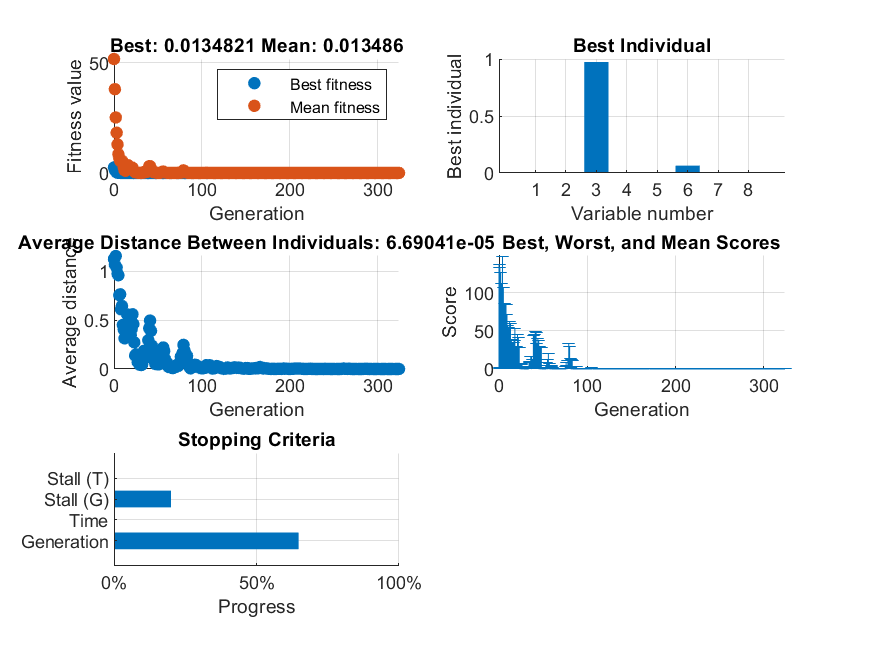 Best: 0.0134821 Mean: 0.013486
Fitness value
50
0
Best fitness
Mean fitness
0 100 200 300
Generation
Best Individual
Best individual
1
0.5
0
1 2 3 4 5 6 7 8
Variable number
Average Distance Between Individuals: 6.69041e-05
Average distance
1
0.5
0
0 100 200 300
Generation
Best, Worst, and Mean Scores
Score
100
50
0
0 100 200 300
Generation
Stopping Criteria
Stall (T)
Stall (G)
Time
Generation
0% 50% 100%
Progress